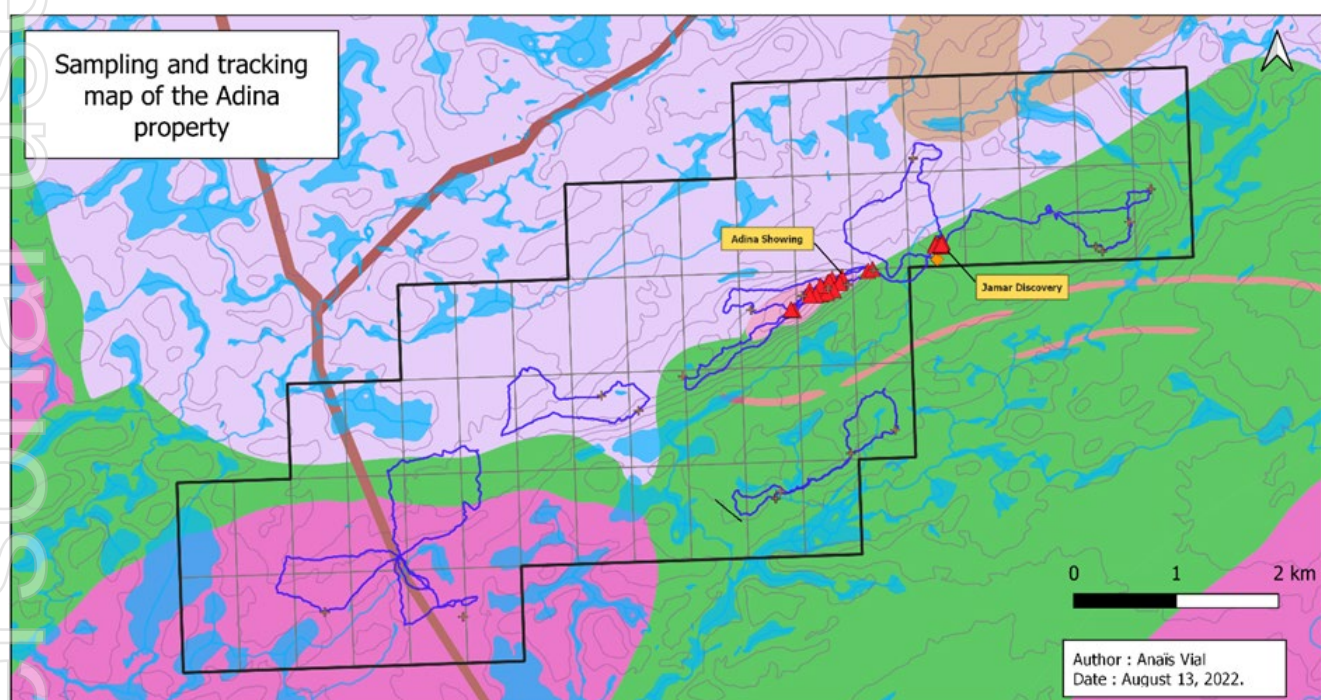 Sampling and tracking
map of the Adina
property
Adina Showing
Jamar Discovery
0 1 2 km
Author : Anaïs Vial
Date : August 13, 2022.